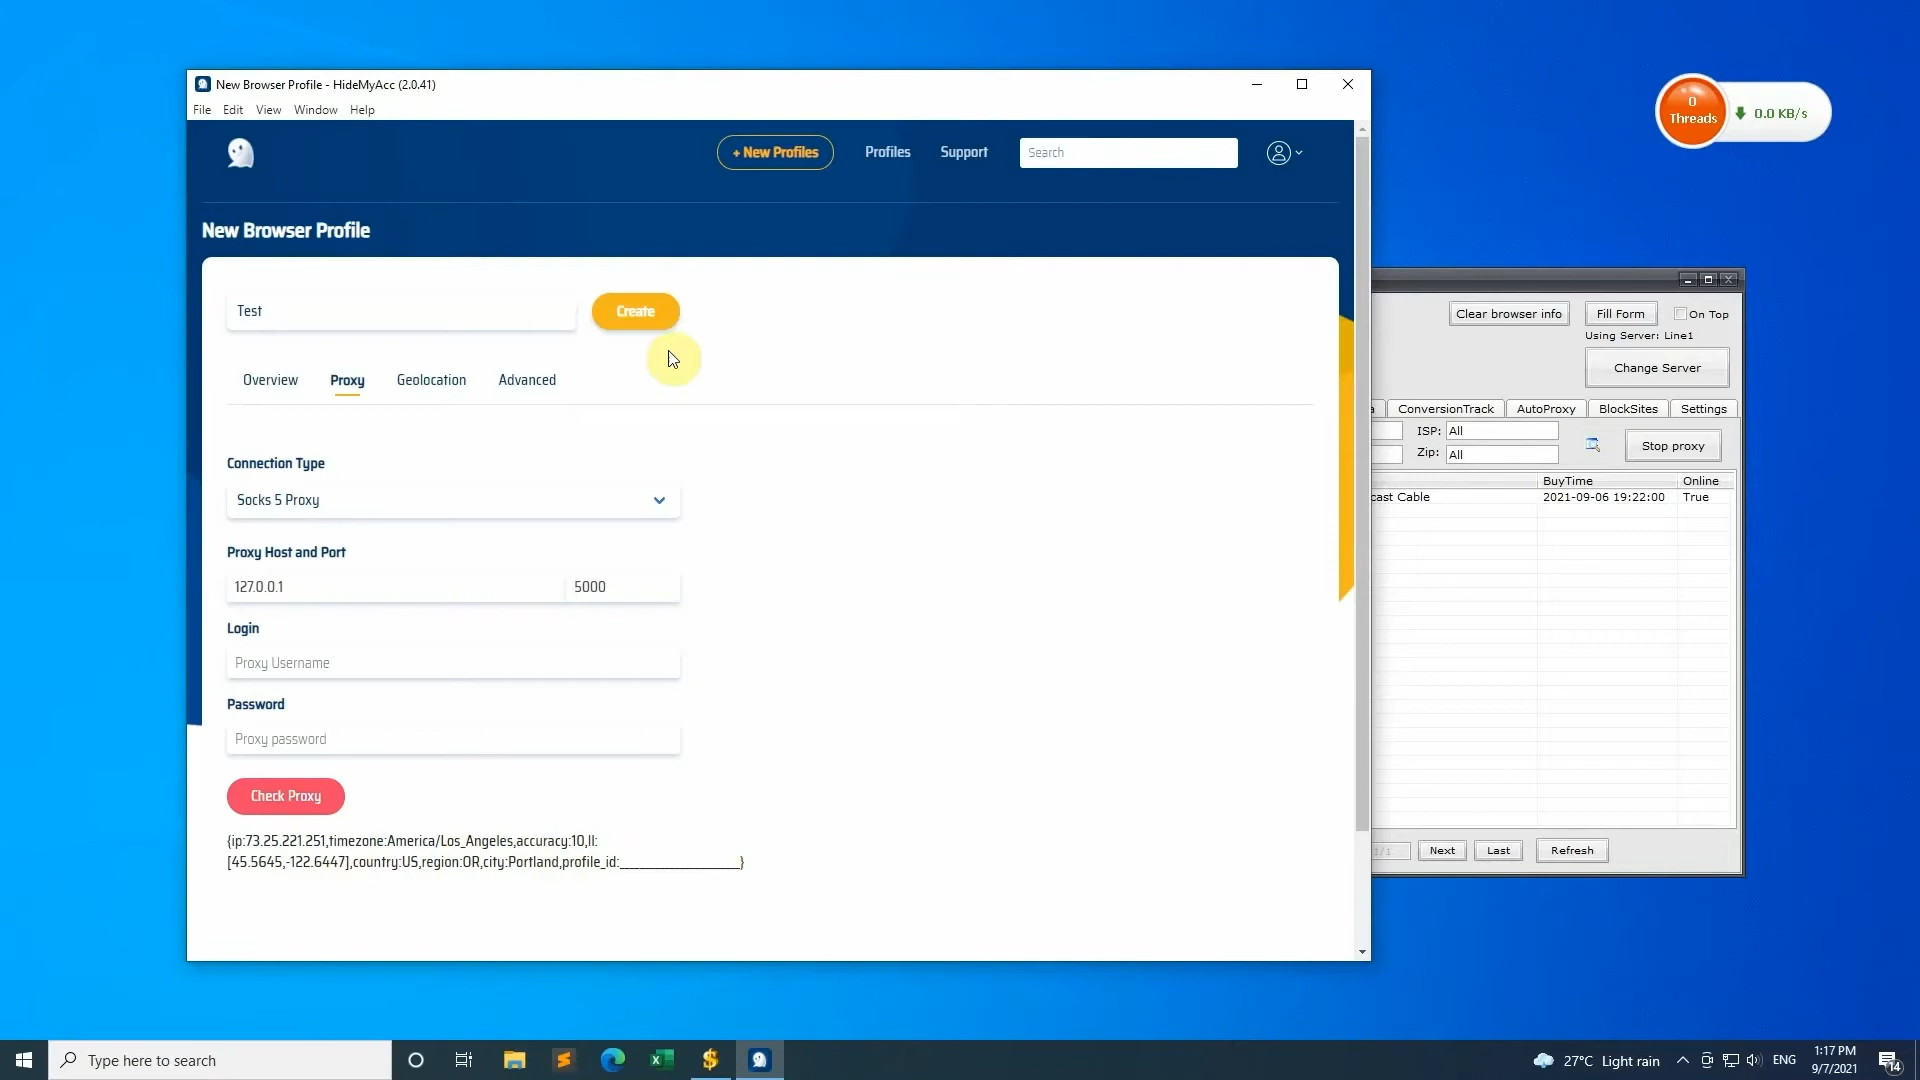 New Browser Profile - HideMyAcc (2.0.41)
File Edit View Window Help
+ New Profiles Profiles Support Search
New Browser Profile
Test Create
Overview Proxy Geolocation Advanced
Connection Type
Socks 5 Proxy
Proxy Host and Port
127.0.0.1 5000
Login
Proxy Username
Password
Proxy password
Check Proxy
{ip:73.25.221.251,timezone:America/Los_Angeles,accuracy:10,ll:
[45.5645,-122.6447],country:US,region:OR,city:Portland,profile_id:____________________}
0
Threads
0.0 KB/s
Clear browser info Fill Form On Top
Using Server: Line1
Change Server
ConversionTrack AutoProxy BlockSites Settings
ISP: All
Zip: All
Stop proxy
BuyTime Online
cast Cable 2021-09-06 19:22:00 True
1/1 Next Last Refresh
Type here to search
27°C Light rain ENG
1:17 PM
9/7/2021
14